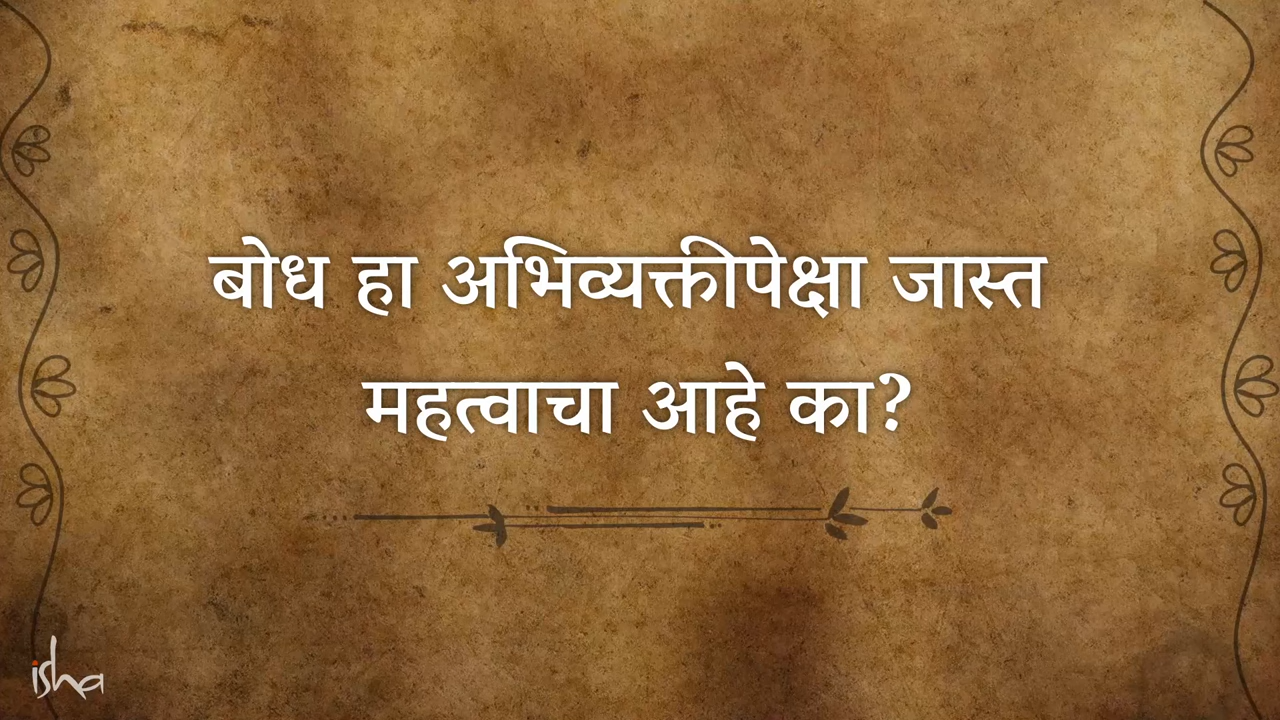 बोध हा अभिव्यक्तीपेक्षा जास्त
महत्वाचा आहे का?
isha